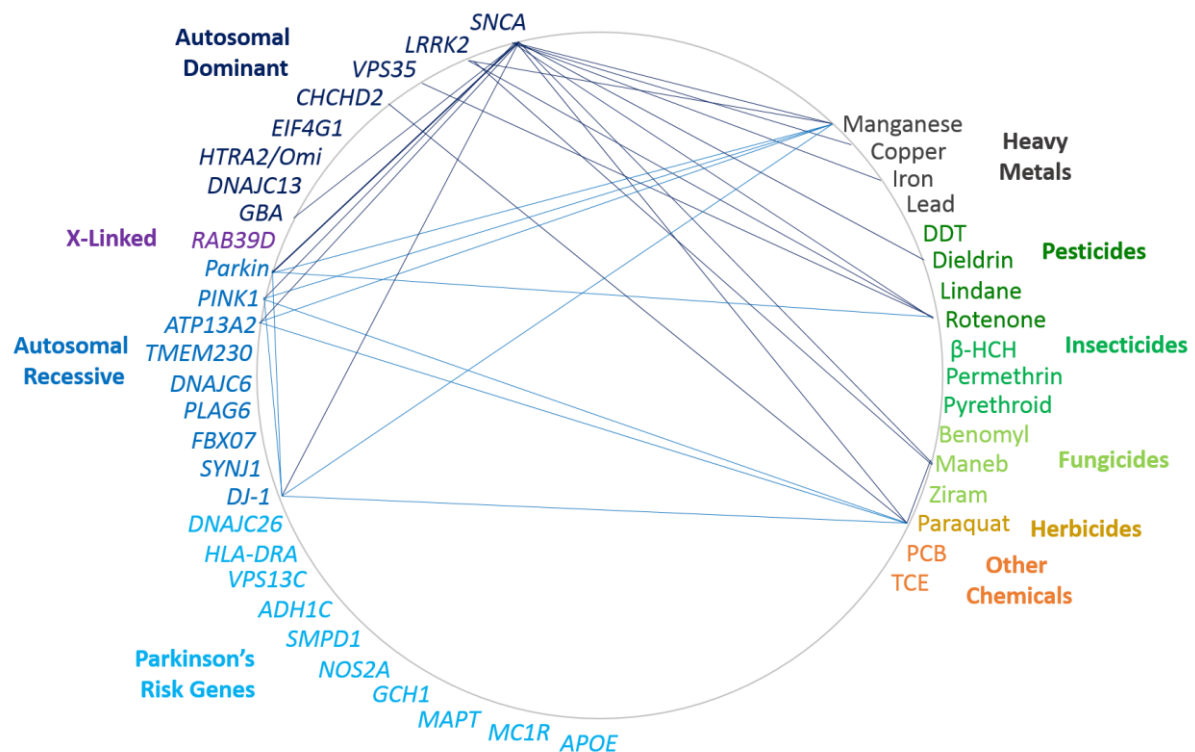 SNCA
LRRK2
VPS35
CHCHD2
EIF4G1
HTRA2/Omi
DNAJC13
GBA
Autosomal
Dominant
RAB39D
X-Linked
Parkin
PINK1
ATP13A2
TMEM230
DNAJC6
PLAG6
FBX07
SYNJ1
DJ-1
Autosomal
Recessive
DNAJC26
HLA-DRA
VPS13C
ADH1C
SMPD1
NOS2A
GCH1
MAPT
MC1R
APOE
Parkinson's
Risk Genes
Manganese
Copper
Iron
Lead
Heavy
Metals
DDT
Dieldrin
Lindane
Rotenone
Pesticides
β-HCH
Permethrin
Pyrethroid
Insecticides
Benomyl
Maneb
Ziram
Fungicides
Paraquat
Herbicides
PCB
TCE
Other
Chemicals